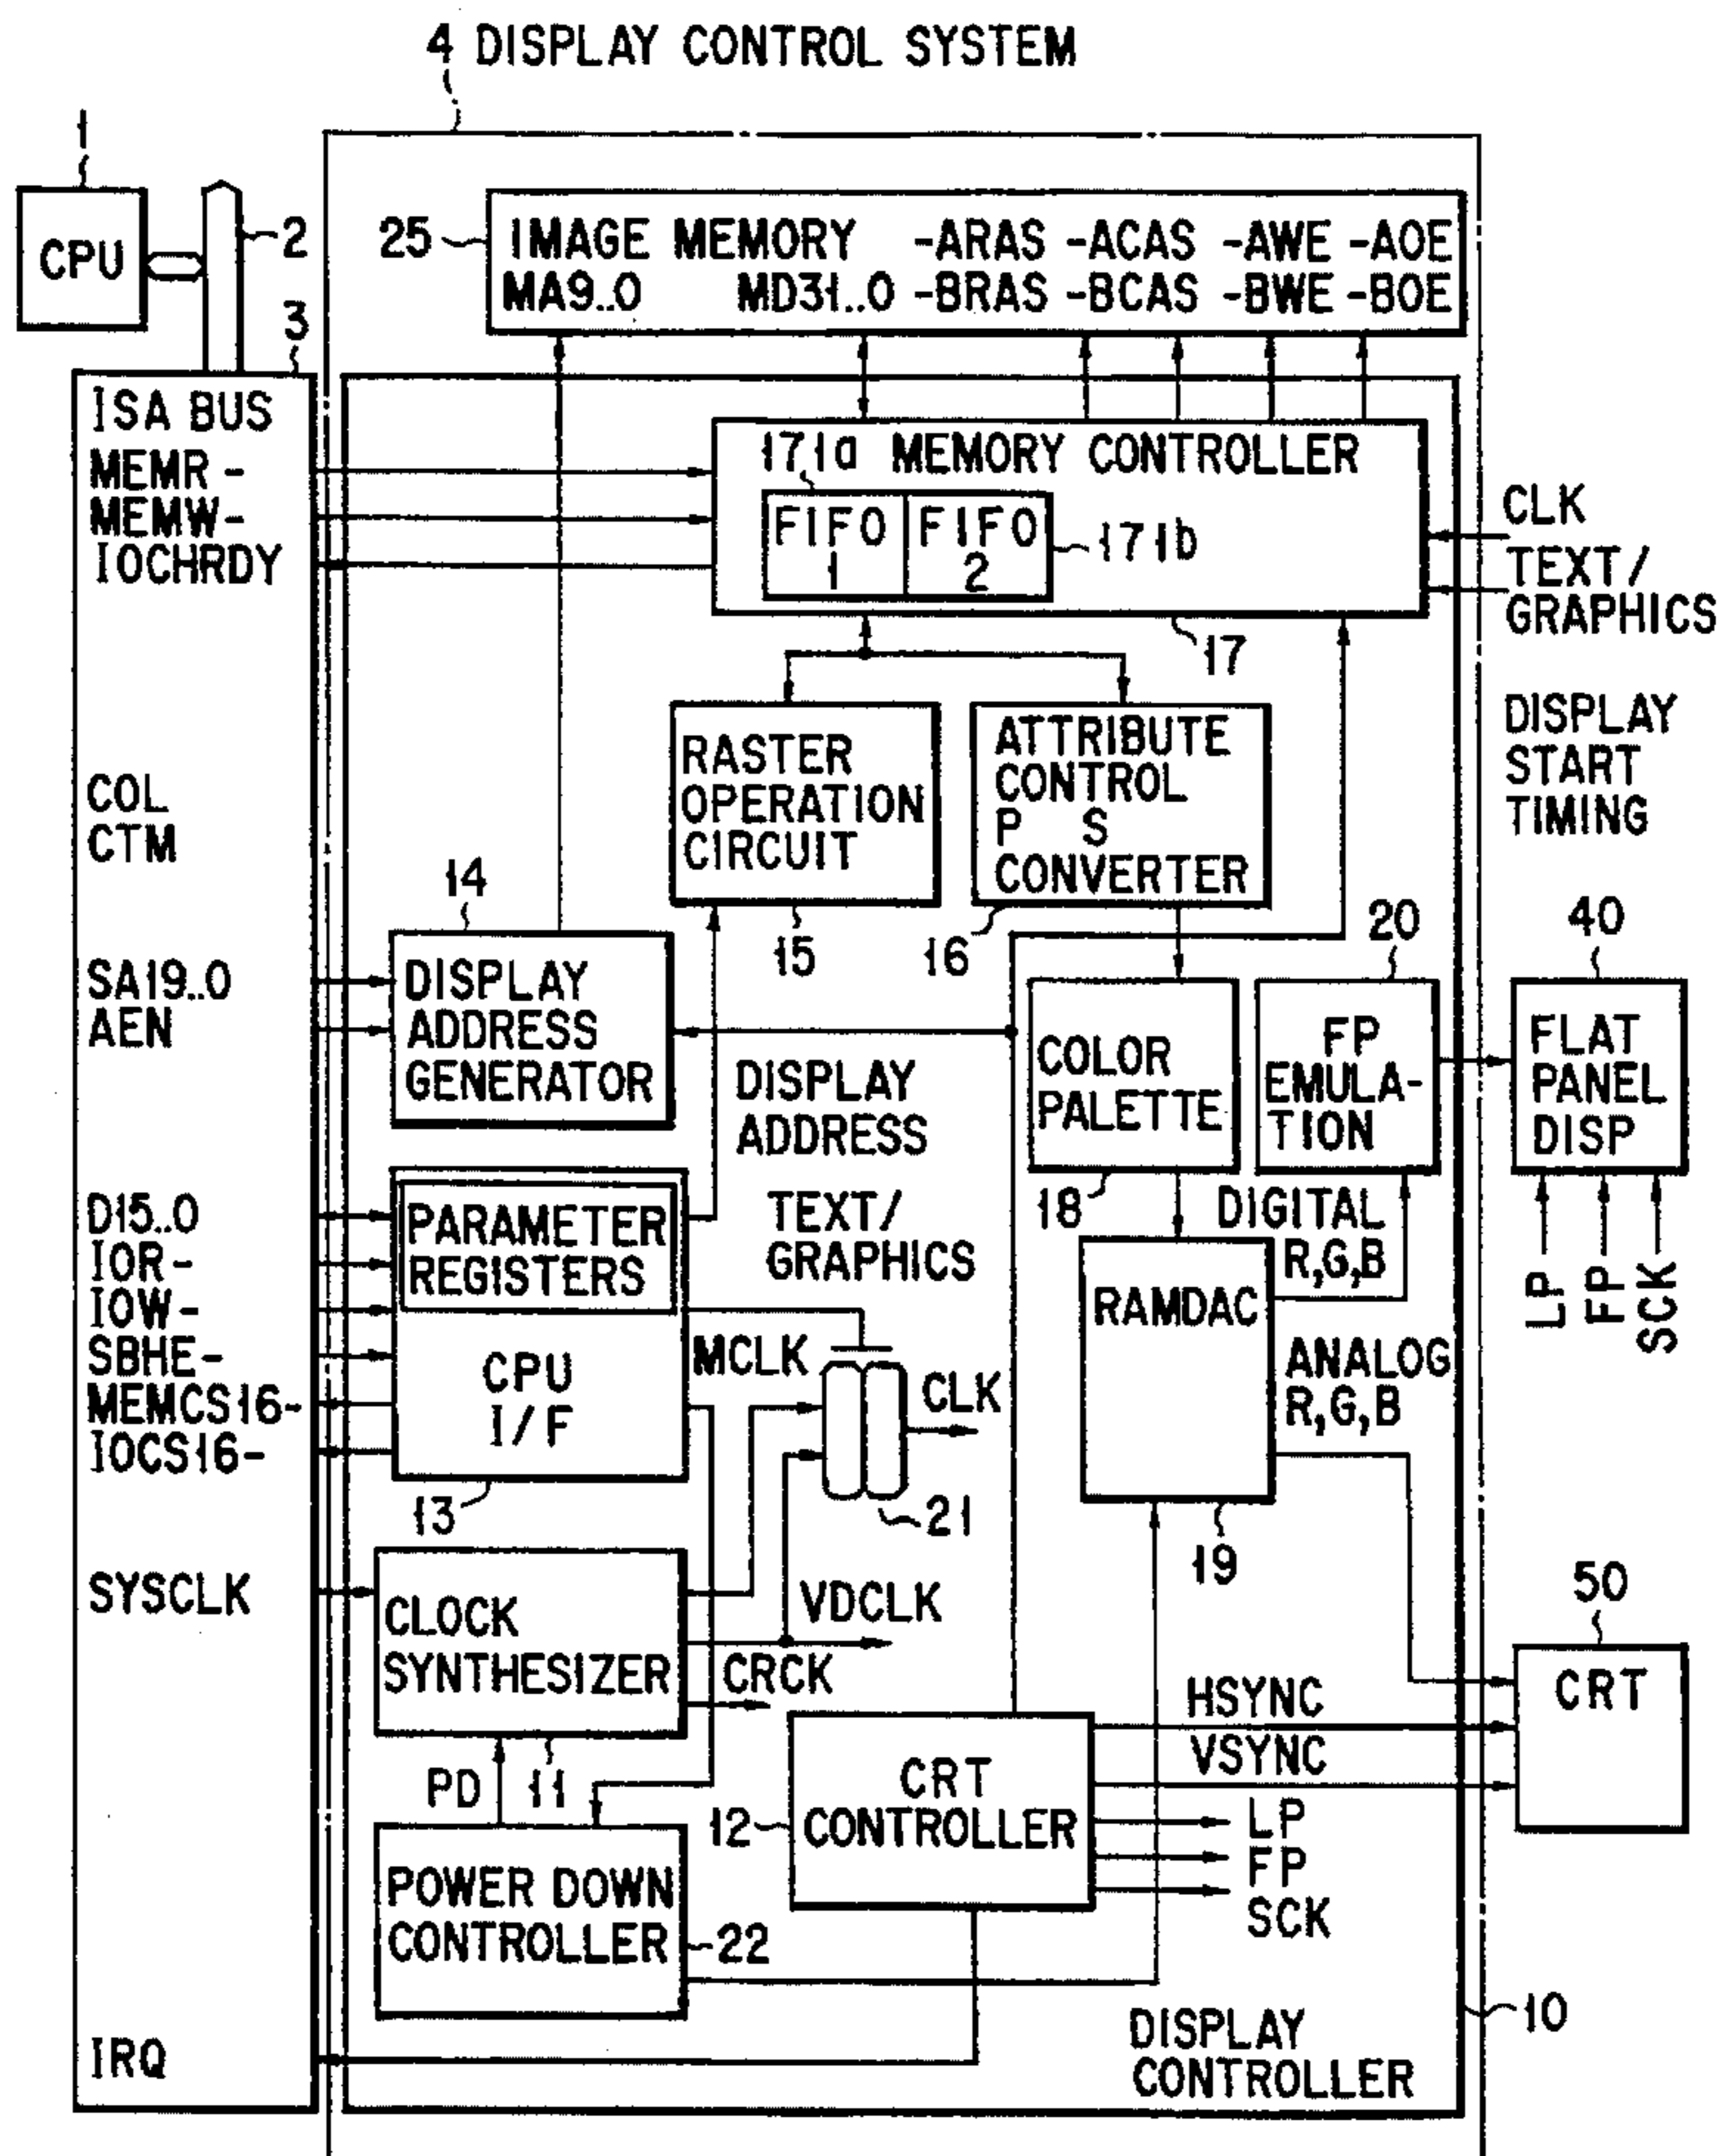 4 DISPLAY CONTROL SYSTEM
1
CPU
2
3
25
IMAGE MEMORY -ARAS -ACAS -AWE -AOE
MA9..0 MD31..0 -BRAS -BCAS -BWE -BOE
ISA BUS
MEMR-
MEMW-
IOCHRDY
171a MEMORY CONTROLLER
FIFO 1
FIFO 2
171b
17
CLK
TEXT/
GRAPHICS
DISPLAY
START
TIMING
COL
CTM
RASTER
OPERATION
CIRCUIT
15
ATTRIBUTE
CONTROL
P S
CONVERTER
16
14
DISPLAY
ADDRESS
GENERATOR
SA19..0
AEN
DISPLAY
ADDRESS
COLOR
PALETTE
18
20
FP
EMULA-
TION
40
FLAT
PANEL
DISP
LP
FP
SCK
D15..0
IOR-
IOW-
SBHE-
MEMCS16-
IOCS16-
PARAMETER
REGISTERS
CPU
I/F
13
TEXT/
GRAPHICS
MCLK
CLK
21
DIGITAL
R,G,B
RAMDAC
ANALOG
R,G,B
19
SYSCLK
CLOCK
SYNTHESIZER
11
VDCLK
CRCK
50
CRT
HSYNC
VSYNC
PD
12
CRT
CONTROLLER
LP
FP
SCK
POWER DOWN
CONTROLLER
22
IRQ
DISPLAY
CONTROLLER
10